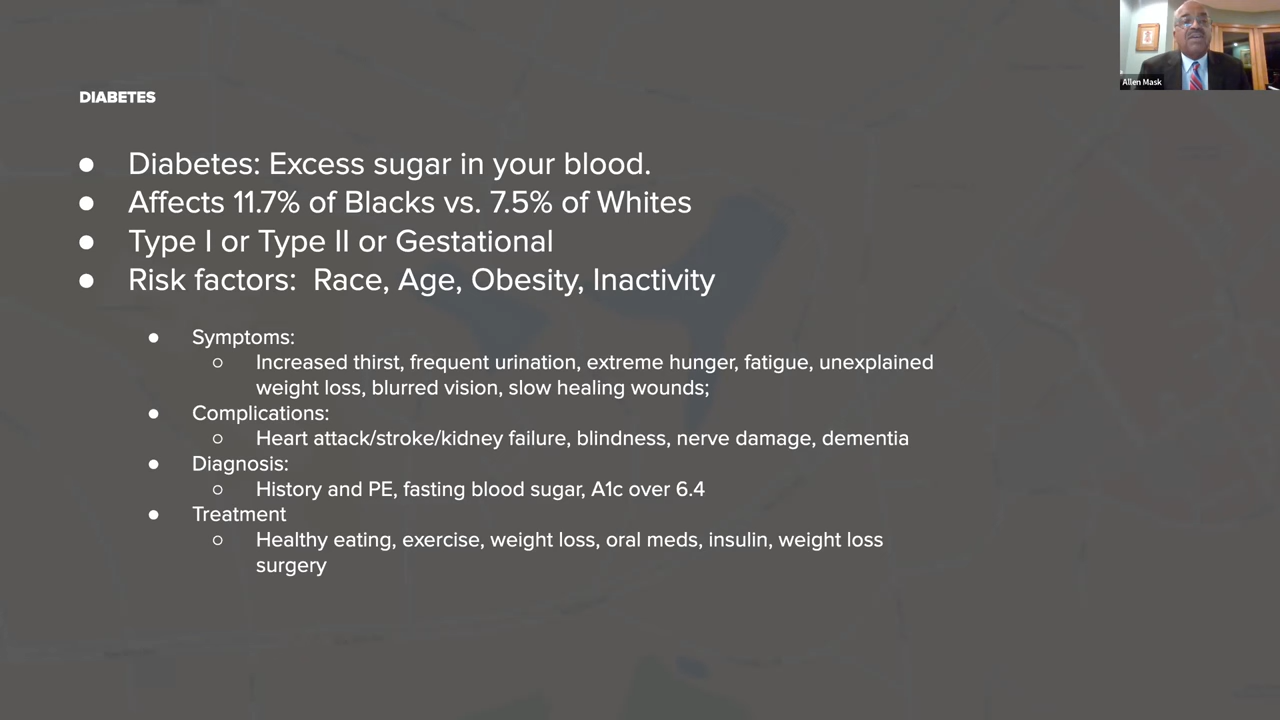 Allen Mask
DIABETES
● Diabetes: Excess sugar in your blood.
● Affects 11.7% of Blacks vs. 7.5% of Whites
● Type I or Type II or Gestational
● Risk factors:  Race, Age, Obesity, Inactivity
● Symptoms:
○ Increased thirst, frequent urination, extreme hunger, fatigue, unexplained
weight loss, blurred vision, slow healing wounds;
● Complications:
○ Heart attack/stroke/kidney failure, blindness, nerve damage, dementia
● Diagnosis:
○ History and PE, fasting blood sugar, A1c over 6.4
● Treatment
○ Healthy eating, exercise, weight loss, oral meds, insulin, weight loss
surgery